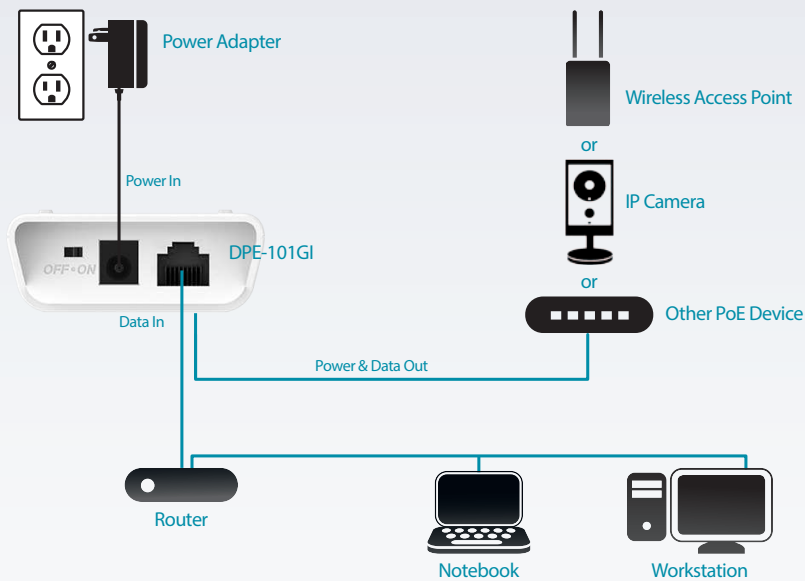 Power Adapter
Wireless Access Point
or
Power In
IP Camera
DPE-101GI
OFF•ON
or
Data In
Other PoE Device
Power & Data Out
Router
Notebook
Workstation